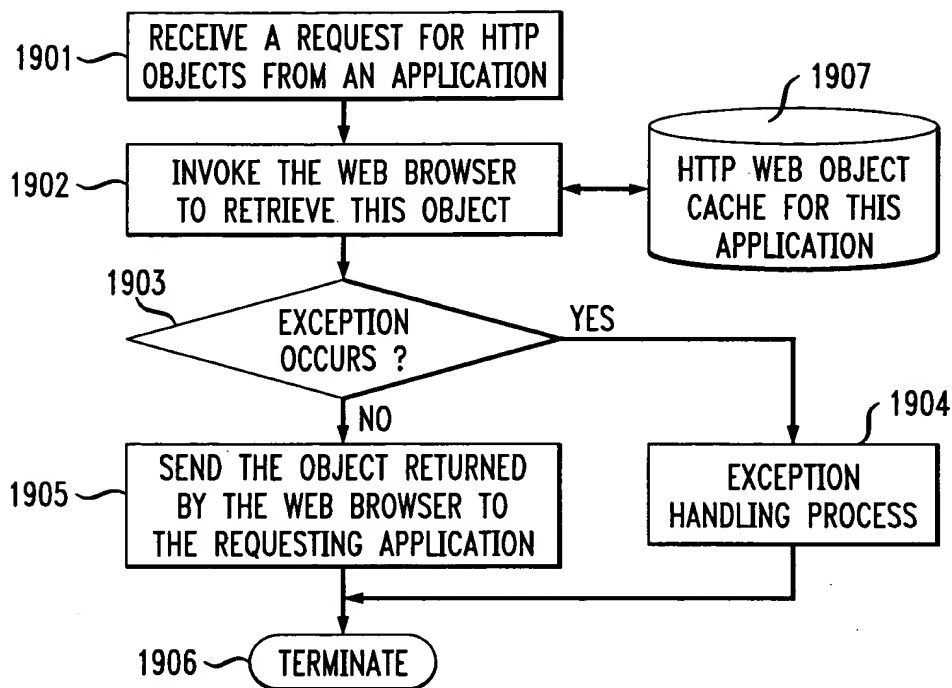 1901
RECEIVE A REQUEST FOR HTTP
OBJECTS FROM AN APPLICATION
1902
INVOKE THE WEB BROWSER
TO RETRIEVE THIS OBJECT
1907
HTTP WEB OBJECT
CACHE FOR THIS
APPLICATION
1903
EXCEPTION
OCCURS ?
YES
NO
1904
EXCEPTION
HANDLING PROCESS
1905
SEND THE OBJECT RETURNED
BY THE WEB BROWSER TO
THE REQUESTING APPLICATION
1906
TERMINATE